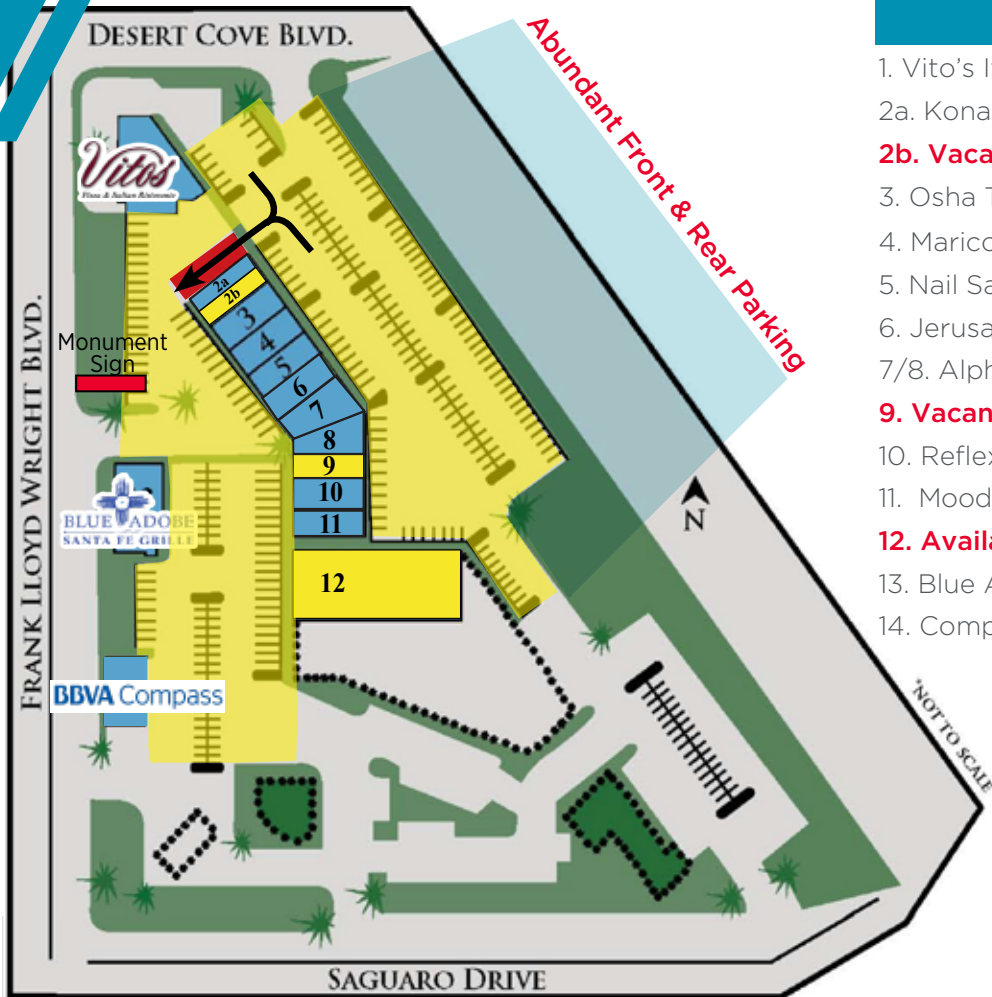 DESERT COVE BLVD.
Abundant Front & Rear Parking
Vitos
Pizza & Italian Ristorante
FRANK LLOYD WRIGHT BLVD.
Monument
Sign
2a
2b
3
4
5
6
7
8
9
10
11
12
BLUE ADOBE
SANTA FE GRILLE
BBVA Compass
N
*NOT TO SCALE
SAGUARO DRIVE
1. Vito's I
2a. Kona
2b. Vaca
3. Osha T
4. Marico
5. Nail Sa
6. Jerusa
7/8. Alph
9. Vacan
10. Reflex
11. Mood
12. Availa
13. Blue A
14. Comp